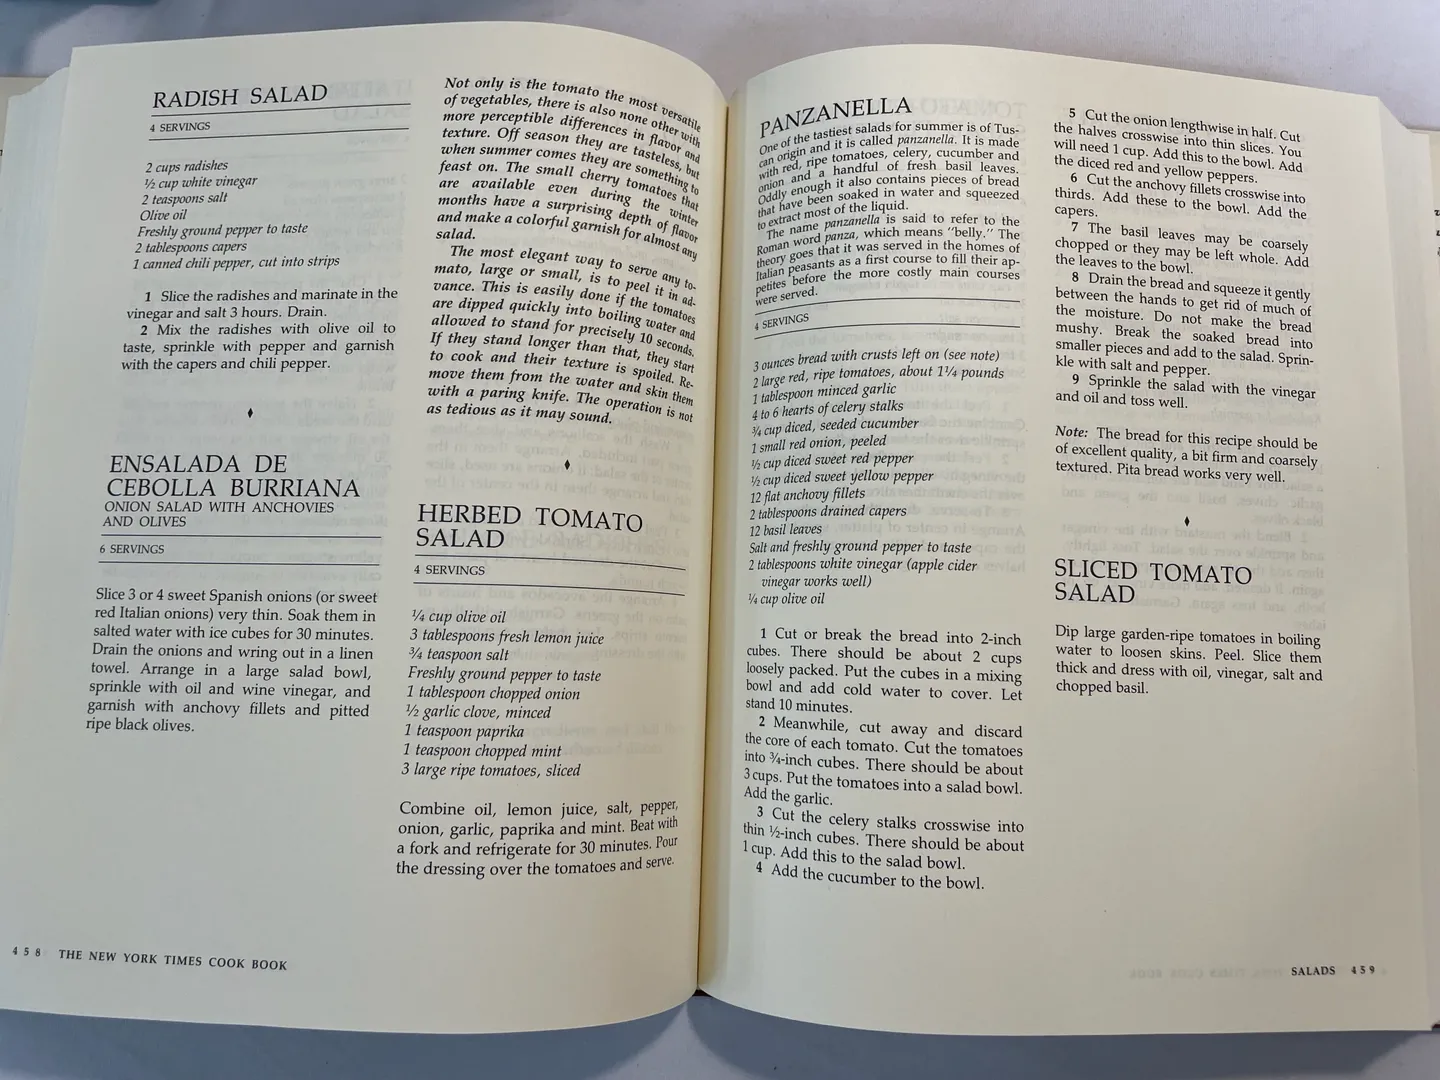 RADISH SALAD
4 SERVINGS
2 cups radishes
½ cup white vinegar
2 teaspoons salt
Olive oil
Freshly ground pepper to taste
2 tablespoons capers
1 canned chili pepper, cut into strips
1 Slice the radishes and marinate in the
vinegar and salt 3 hours. Drain.
2 Mix the radishes with olive oil to
taste, sprinkle with pepper and garnish
with the capers and chili pepper.
ENSALADA DE
CEBOLLA BURRIANA
ONION SALAD WITH ANCHOVIES
AND OLIVES
6 SERVINGS
Slice 3 or 4 sweet Spanish onions (or sweet
red Italian onions) very thin. Soak them in
salted water with ice cubes for 30 minutes.
Drain the onions and wring out in a linen
towel. Arrange in a large salad bowl,
sprinkle with oil and wine vinegar, and
garnish with anchovy fillets and pitted
ripe black olives.
Not only is the tomato the most versatile
of vegetables, there is also none other with
more perceptible differences in flavor and
texture. Off season they are tasteless, but
when summer comes they are something to
feast on. The small cherry tomatoes that
are available even during the winter
months have a surprising depth of flavor
and make a colorful garnish for almost any
salad.
The most elegant way to serve any to-
mato, large or small, is to peel it in ad-
vance. This is easily done if the tomatoes
are dipped quickly into boiling water and
allowed to stand for precisely 10 seconds.
If they stand longer than that, they start
to cook and their texture is spoiled. Re-
move them from the water and skin them
with a paring knife. The operation is not
as tedious as it may sound.
HERBED TOMATO
SALAD
4 SERVINGS
¼ cup olive oil
3 tablespoons fresh lemon juice
¾ teaspoon salt
Freshly ground pepper to taste
1 tablespoon chopped onion
½ garlic clove, minced
1 teaspoon paprika
1 teaspoon chopped mint
3 large ripe tomatoes, sliced
Combine oil, lemon juice, salt, pepper,
onion, garlic, paprika and mint. Beat with
a fork and refrigerate for 30 minutes. Pour
the dressing over the tomatoes and serve.
458 THE NEW YORK TIMES COOK BOOK
PANZANELLA
One of the tastiest salads for summer is of Tus-
can origin and it is called panzanella. It is made
with red, ripe tomatoes, celery, cucumber and
onion and a handful of fresh basil leaves.
Oddly enough it also contains pieces of bread
that have been soaked in water and squeezed
to extract most of the liquid.
The name panzanella is said to refer to the
Roman word panza, which means "belly." The
theory goes that it was served in the homes of
Italian peasants as a first course to fill their ap-
petites before the more costly main courses
were served.
4 SERVINGS
3 ounces bread with crusts left on (see note)
2 large red, ripe tomatoes, about 1¼ pounds
1 tablespoon minced garlic
4 to 6 hearts of celery stalks
¾ cup diced, seeded cucumber
1 small red onion, peeled
½ cup diced sweet red pepper
½ cup diced sweet yellow pepper
12 flat anchovy fillets
2 tablespoons drained capers
12 basil leaves
Salt and freshly ground pepper to taste
2 tablespoons white vinegar (apple cider
vinegar works well)
¼ cup olive oil
1 Cut or break the bread into 2-inch
cubes. There should be about 2 cups
loosely packed. Put the cubes in a mixing
bowl and add cold water to cover. Let
stand 10 minutes.
2 Meanwhile, cut away and discard
the core of each tomato. Cut the tomatoes
into ¾-inch cubes. There should be about
3 cups. Put the tomatoes into a salad bowl.
Add the garlic.
3 Cut the celery stalks crosswise into
thin ½-inch cubes. There should be about
1 cup. Add this to the salad bowl.
4 Add the cucumber to the bowl.
5 Cut the onion lengthwise in half. Cut
the halves crosswise into thin slices. You
will need 1 cup. Add this to the bowl. Add
the diced red and yellow peppers.
6 Cut the anchovy fillets crosswise into
thirds. Add these to the bowl. Add the
capers.
7 The basil leaves may be coarsely
chopped or they may be left whole. Add
the leaves to the bowl.
8 Drain the bread and squeeze it gently
between the hands to get rid of much of
the moisture. Do not make the bread
mushy. Break the soaked bread into
smaller pieces and add to the salad. Sprin-
kle with salt and pepper.
9 Sprinkle the salad with the vinegar
and oil and toss well.
Note: The bread for this recipe should be
of excellent quality, a bit firm and coarsely
textured. Pita bread works very well.
SLICED TOMATO
SALAD
Dip large garden-ripe tomatoes in boiling
water to loosen skins. Peel. Slice them
thick and dress with oil, vinegar, salt and
chopped basil.
SALADS 459